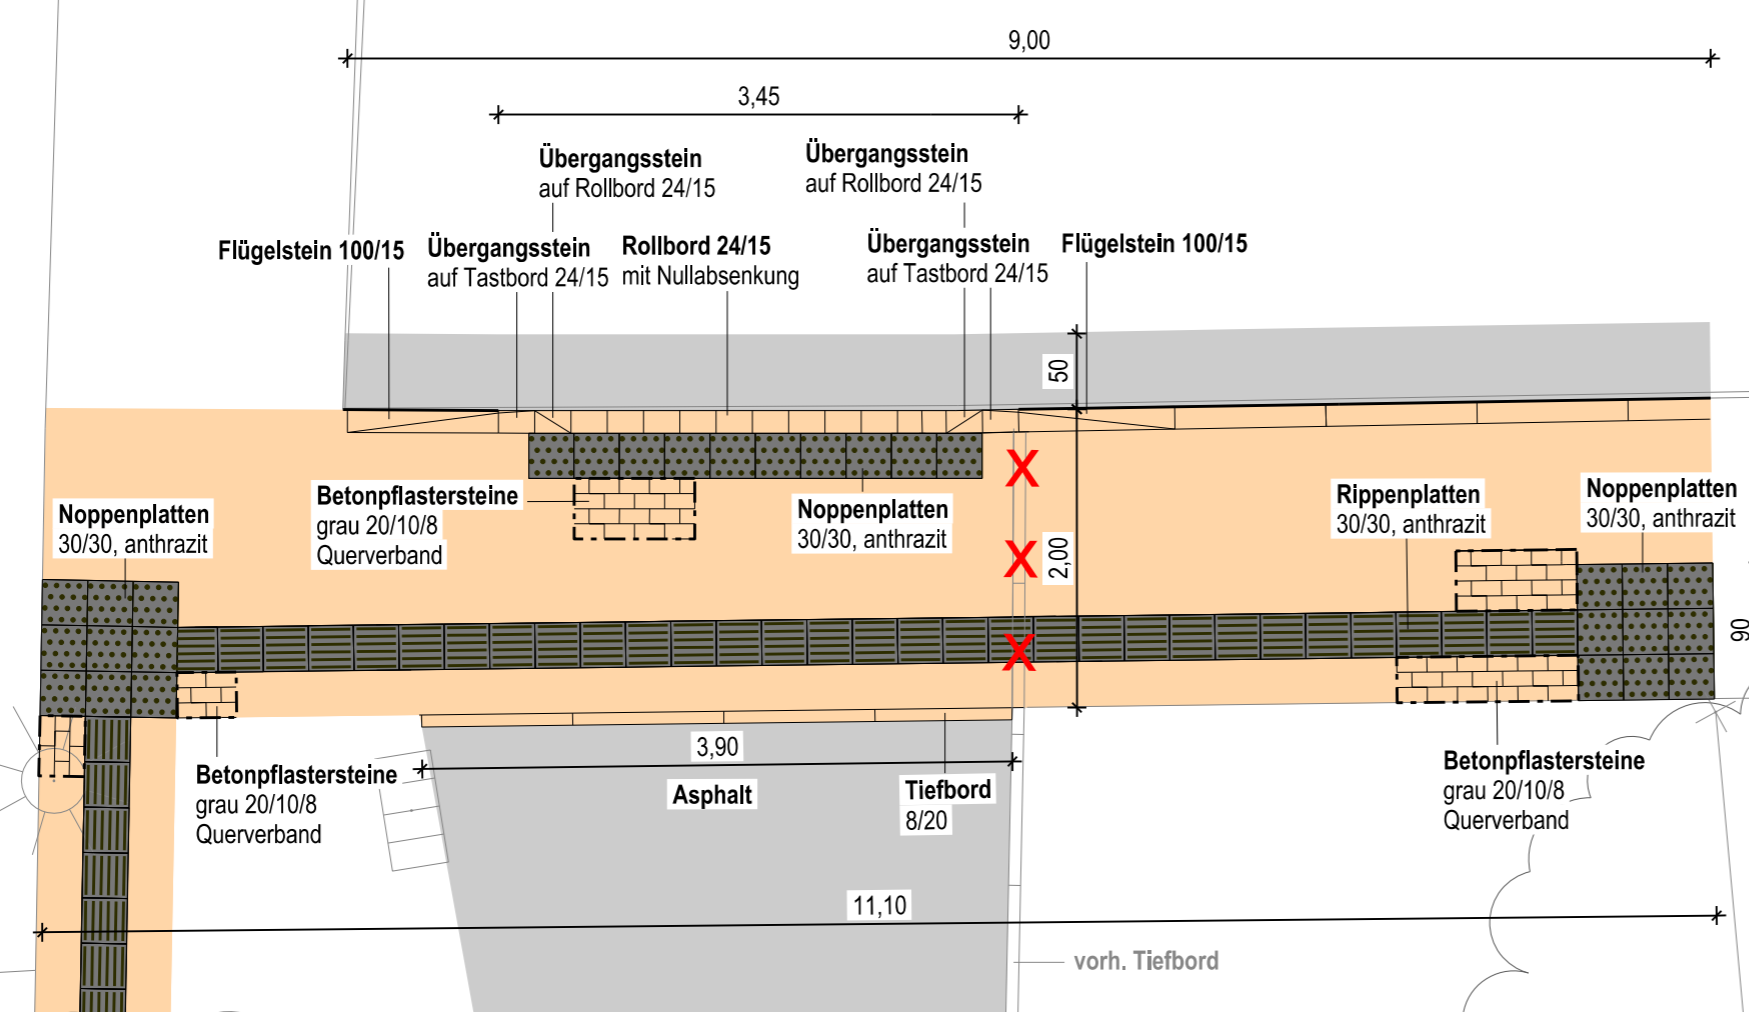 9,00
3,45
Übergangsstein
auf Rollbord 24/15
Übergangsstein
auf Rollbord 24/15
Flügelstein 100/15
Übergangsstein
auf Tastbord 24/15
Rollbord 24/15
mit Nullabsenkung
Übergangsstein
auf Tastbord 24/15
Flügelstein 100/15
50
Betonpflastersteine
grau 20/10/8
Querverband
Noppenplatten
30/30, anthrazit
Noppenplatten
30/30, anthrazit
X
X
X
2,00
Rippenplatten
30/30, anthrazit
Noppenplatten
30/30, anthrazit
90
3,90
Asphalt
Tiefbord
8/20
Betonpflastersteine
grau 20/10/8
Querverband
Betonpflastersteine
grau 20/10/8
Querverband
11,10
vorh. Tiefbord